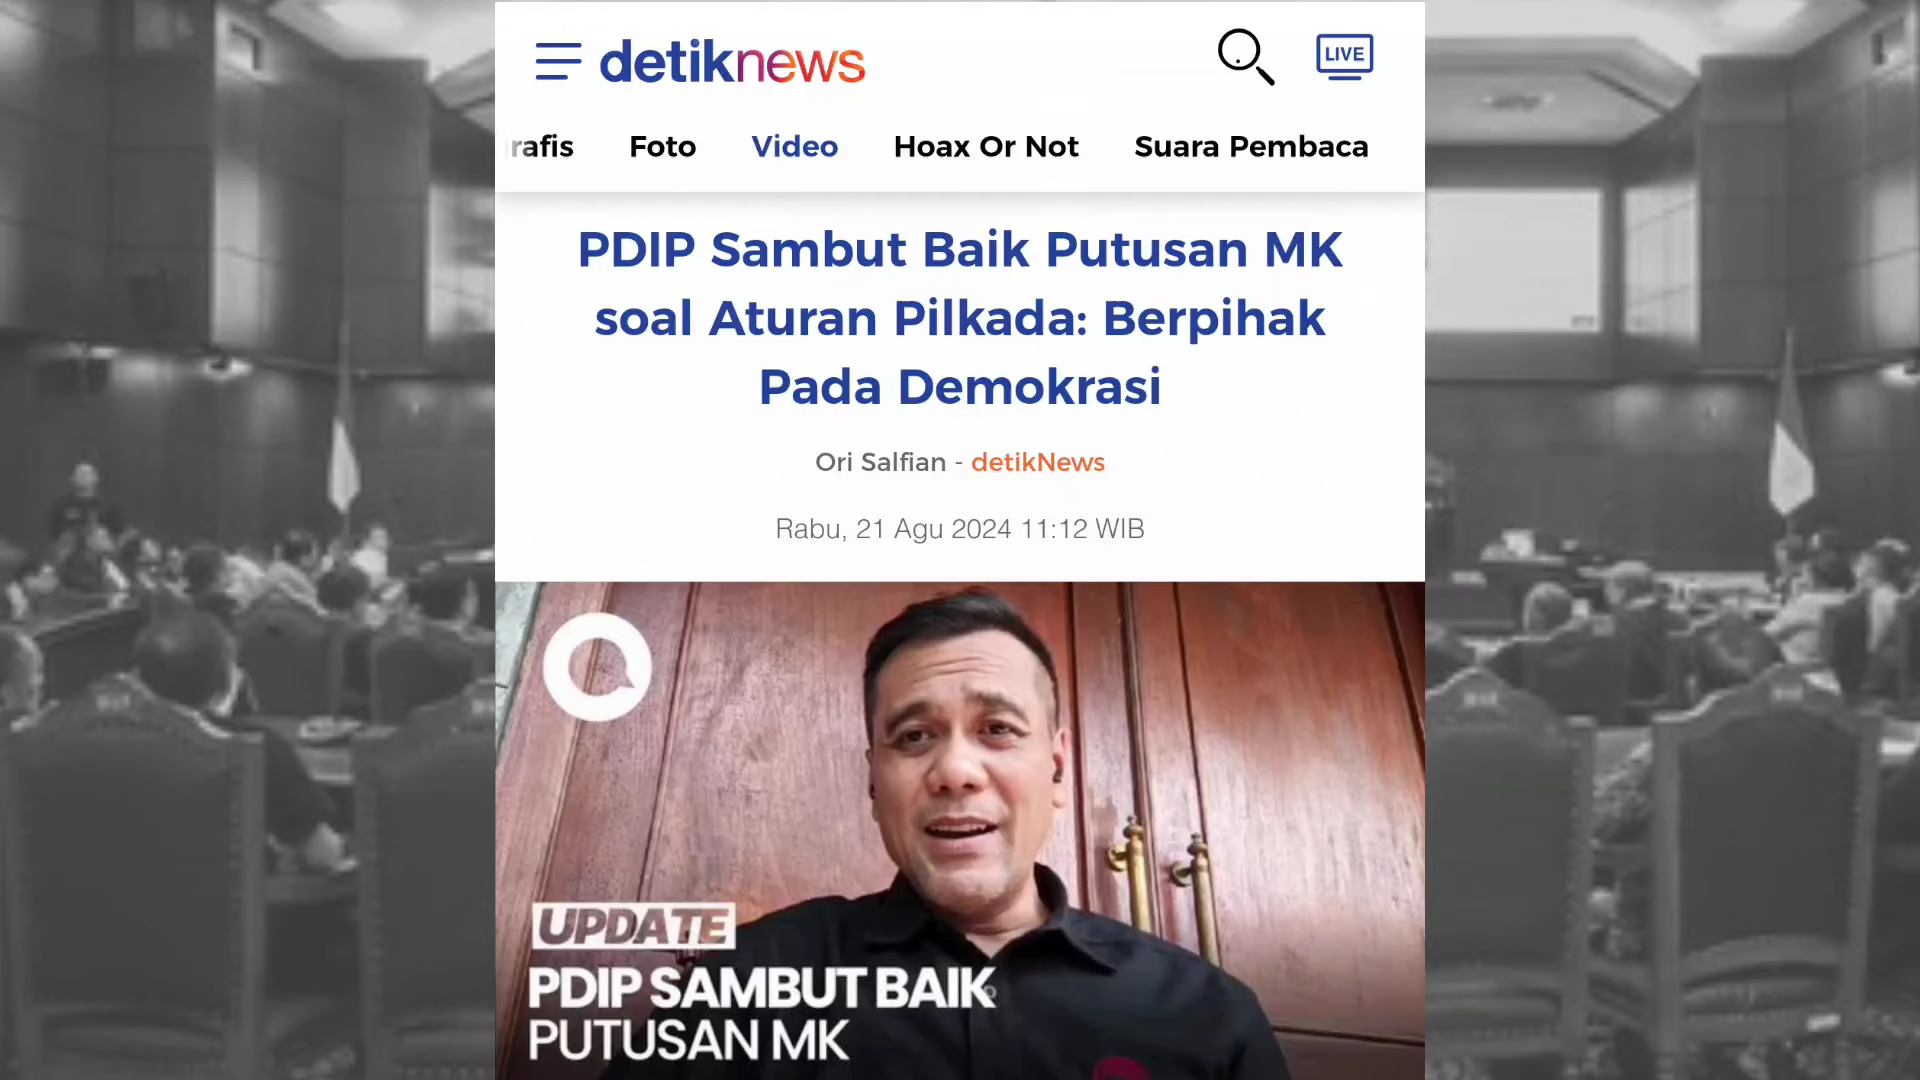 detiknews
LIVE
rafis Foto Video Hoax Or Not Suara Pembaca
PDIP Sambut Baik Putusan MK
soal Aturan Pilkada: Berpihak
Pada Demokrasi
Ori Salfian - detikNews
Rabu, 21 Agu 2024 11:12 WIB
UPDATE
PDIP SAMBUT BAIK
PUTUSAN MK